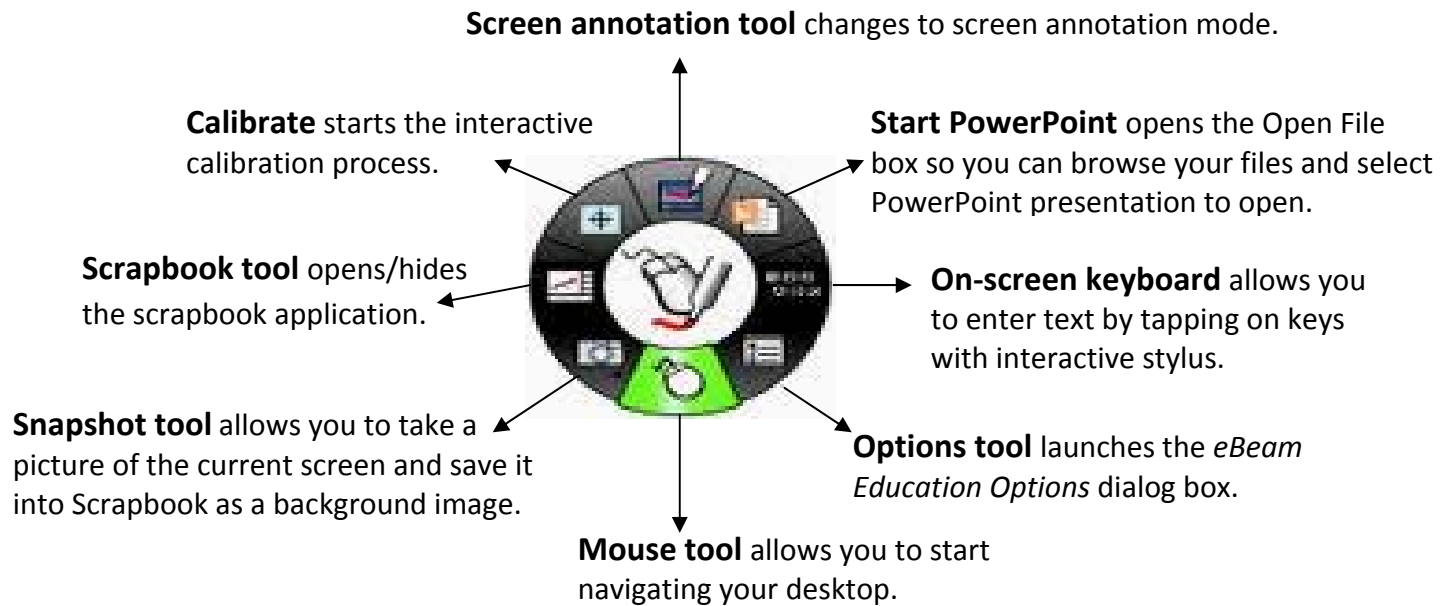 Screen annotation tool changes to screen annotation mode.
Calibrate starts the interactive
calibration process.
Start PowerPoint opens the Open File
box so you can browse your files and select
PowerPoint presentation to open.
Scrapbook tool opens/hides
the scrapbook application.
On-screen keyboard allows you
to enter text by tapping on keys
with interactive stylus.
Snapshot tool allows you to take a
picture of the current screen and save it
into Scrapbook as a background image.
Options tool launches the eBeam
Education Options dialog box.
Mouse tool allows you to start
navigating your desktop.